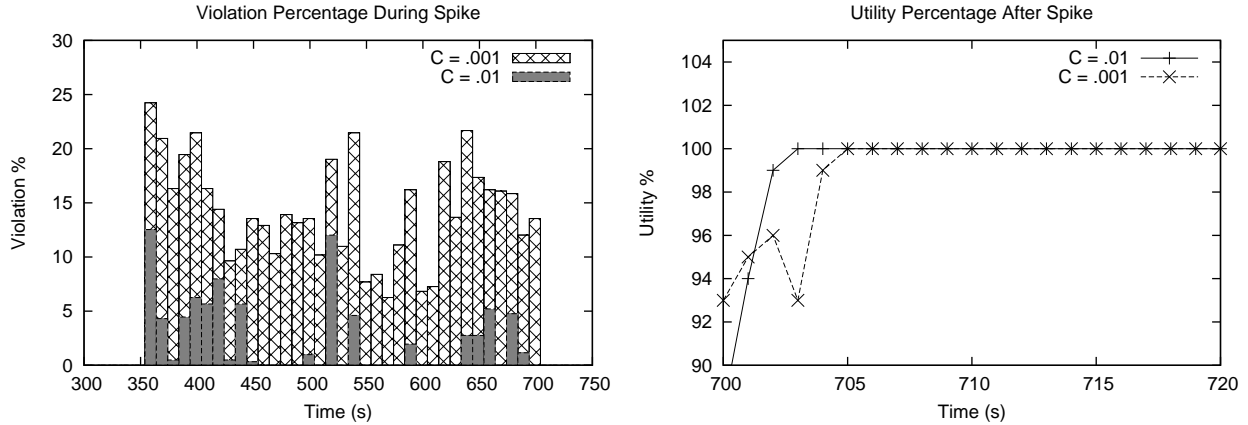 Violation Percentage During Spike
30
25
20
15
10
5
0
Violation %
C = .001
C = .01
300 350 400 450 500 550 600 650 700 750
Time (s)
Utility Percentage After Spike
104
102
100
98
96
94
92
90
Utility %
C = .01
C = .001
700 705 710 715 720
Time (s)